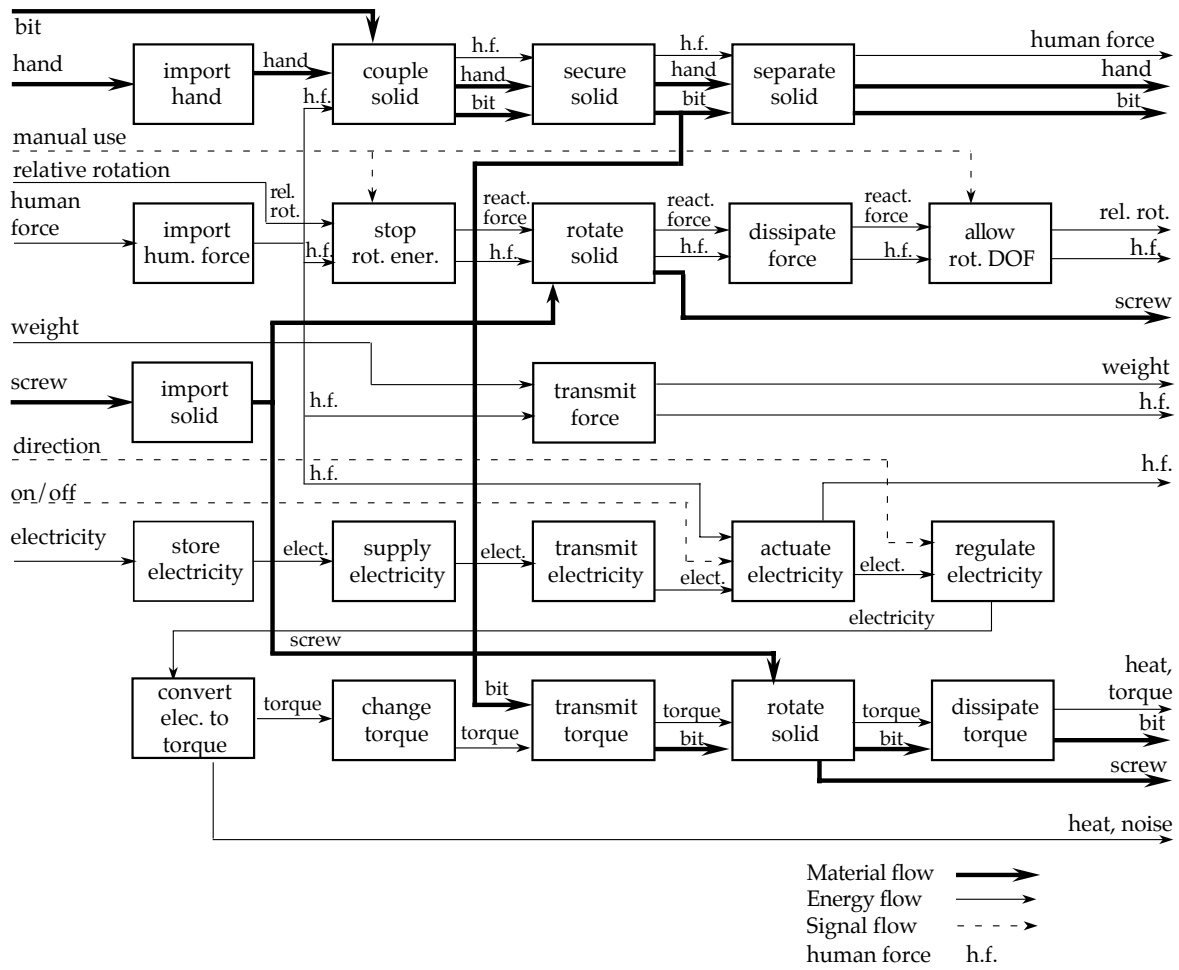 bit
hand
import
hand
hand
h.f.
couple
solid
h.f.
hand
bit
secure
solid
h.f.
hand
bit
separate
solid
human force
hand
bit
manual use
relative rotation
human
force
import
hum. force
rel.
rot.
h.f.
stop
rot. ener.
react.
force
h.f.
rotate
solid
react.
force
h.f.
dissipate
force
react.
force
h.f.
allow
rot. DOF
rel. rot.
h.f.
screw
weight
screw
import
solid
h.f.
transmit
force
weight
h.f.
direction
h.f.
h.f.
on/off
electricity
store
electricity
elect.
supply
electricity
elect.
transmit
electricity
elect.
actuate
electricity
elect.
regulate
electricity
electricity
screw
convert
elec. to
torque
torque
change
torque
torque
bit
transmit
torque
torque
bit
rotate
solid
torque
bit
dissipate
torque
heat,
torque
bit
screw
heat, noise
Material flow
Energy flow
Signal flow
human force h.f.